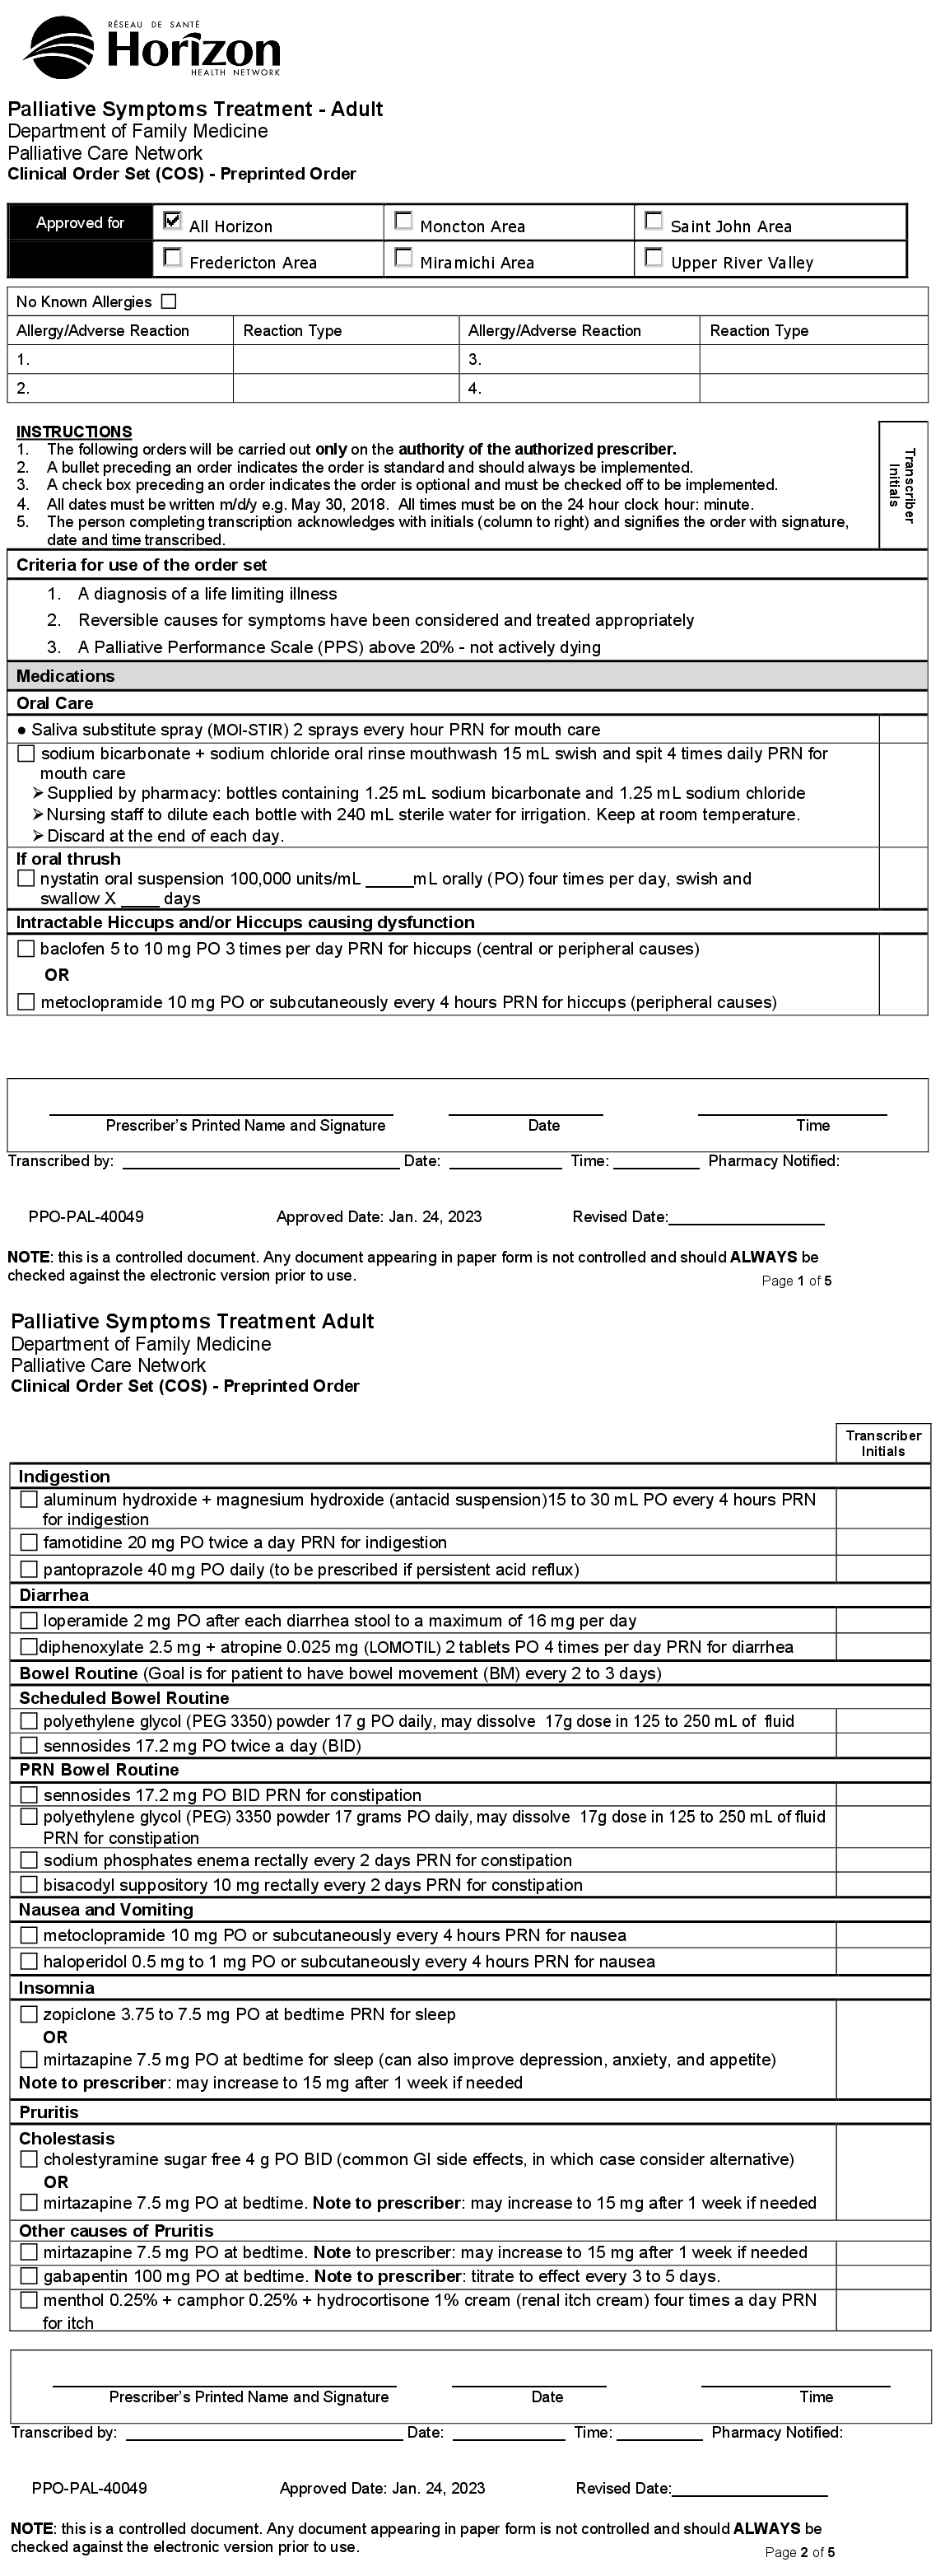 RÉSEAU DE SANTÉ
Horizon
HEALTH NETWORK
Palliative Symptoms Treatment - Adult
Department of Family Medicine
Palliative Care Network
Clinical Order Set (COS) - Preprinted Order
Approved for
All Horizon
Moncton Area
Saint John Area
Fredericton Area
Miramichi Area
Upper River Valley
No Known Allergies
Allergy/Adverse Reaction Reaction Type Allergy/Adverse Reaction Reaction Type
1. 3.
2. 4.
INSTRUCTIONS
1. The following orders will be carried out only on the authority of the authorized prescriber.
2. A bullet preceding an order indicates the order is standard and should always be implemented.
3. A check box preceding an order indicates the order is optional and must be checked off to be implemented.
4. All dates must be written m/d/y e.g. May 30, 2018. All times must be on the 24 hour clock hour: minute.
5. The person completing transcription acknowledges with initials (column to right) and signifies the order with signature,
date and time transcribed.
Transcriber
Initials
Criteria for use of the order set
1. A diagnosis of a life limiting illness
2. Reversible causes for symptoms have been considered and treated appropriately
3. A Palliative Performance Scale (PPS) above 20% - not actively dying
Medications
Oral Care
● Saliva substitute spray (MOI-STIR) 2 sprays every hour PRN for mouth care
☐ sodium bicarbonate + sodium chloride oral rinse mouthwash 15 mL swish and spit 4 times daily PRN for
mouth care
➢ Supplied by pharmacy: bottles containing 1.25 mL sodium bicarbonate and 1.25 mL sodium chloride
➢ Nursing staff to dilute each bottle with 240 mL sterile water for irrigation. Keep at room temperature.
➢ Discard at the end of each day.
If oral thrush
☐ nystatin oral suspension 100,000 units/mL _____mL orally (PO) four times per day, swish and
swallow X ____ days
Intractable Hiccups and/or Hiccups causing dysfunction
☐ baclofen 5 to 10 mg PO 3 times per day PRN for hiccups (central or peripheral causes)
OR
☐ metoclopramide 10 mg PO or subcutaneously every 4 hours PRN for hiccups (peripheral causes)
Prescriber's Printed Name and Signature Date Time
Transcribed by: Date: Time: Pharmacy Notified:
PPO-PAL-40049 Approved Date: Jan. 24, 2023 Revised Date:
NOTE: this is a controlled document. Any document appearing in paper form is not controlled and should ALWAYS be
checked against the electronic version prior to use.
Page 1 of 5
Palliative Symptoms Treatment Adult
Department of Family Medicine
Palliative Care Network
Clinical Order Set (COS) - Preprinted Order
Transcriber
Initials
Indigestion
☐ aluminum hydroxide + magnesium hydroxide (antacid suspension)15 to 30 mL PO every 4 hours PRN
for indigestion
☐ famotidine 20 mg PO twice a day PRN for indigestion
☐ pantoprazole 40 mg PO daily (to be prescribed if persistent acid reflux)
Diarrhea
☐ loperamide 2 mg PO after each diarrhea stool to a maximum of 16 mg per day
☐ diphenoxylate 2.5 mg + atropine 0.025 mg (LOMOTIL) 2 tablets PO 4 times per day PRN for diarrhea
Bowel Routine (Goal is for patient to have bowel movement (BM) every 2 to 3 days)
Scheduled Bowel Routine
☐ polyethylene glycol (PEG 3350) powder 17 g PO daily, may dissolve 17g dose in 125 to 250 mL of fluid
☐ sennosides 17.2 mg PO twice a day (BID)
PRN Bowel Routine
☐ sennosides 17.2 mg PO BID PRN for constipation
☐ polyethylene glycol (PEG) 3350 powder 17 grams PO daily, may dissolve 17g dose in 125 to 250 mL of fluid
PRN for constipation
☐ sodium phosphates enema rectally every 2 days PRN for constipation
☐ bisacodyl suppository 10 mg rectally every 2 days PRN for constipation
Nausea and Vomiting
☐ metoclopramide 10 mg PO or subcutaneously every 4 hours PRN for nausea
☐ haloperidol 0.5 mg to 1 mg PO or subcutaneously every 4 hours PRN for nausea
Insomnia
☐ zopiclone 3.75 to 7.5 mg PO at bedtime PRN for sleep
OR
☐ mirtazapine 7.5 mg PO at bedtime for sleep (can also improve depression, anxiety, and appetite)
Note to prescriber: may increase to 15 mg after 1 week if needed
Pruritis
Cholestasis
☐ cholestyramine sugar free 4 g PO BID (common GI side effects, in which case consider alternative)
OR
☐ mirtazapine 7.5 mg PO at bedtime. Note to prescriber: may increase to 15 mg after 1 week if needed
Other causes of Pruritis
☐ mirtazapine 7.5 mg PO at bedtime. Note to prescriber: may increase to 15 mg after 1 week if needed
☐ gabapentin 100 mg PO at bedtime. Note to prescriber: titrate to effect every 3 to 5 days.
☐ menthol 0.25% + camphor 0.25% + hydrocortisone 1% cream (renal itch cream) four times a day PRN
for itch
Prescriber's Printed Name and Signature Date Time
Transcribed by: Date: Time: Pharmacy Notified:
PPO-PAL-40049 Approved Date: Jan. 24, 2023 Revised Date:
NOTE: this is a controlled document. Any document appearing in paper form is not controlled and should ALWAYS be
checked against the electronic version prior to use.
Page 2 of 5